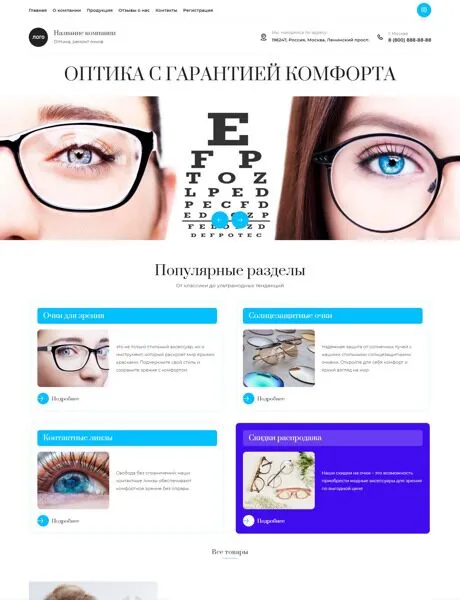 Главная О компании Продукция Отзывы о нас Контакты Регистрация
ЛОГО
Название компании
Оптика, ремонт очков
Мы находимся по адресу:
196247, Россия, Москва, Ленинский просп.
г. Москва
8 (800) 888-88-88
ОПТИКА С ГАРАНТИЕЙ КОМФОРТА
E
F P
T O Z
L P E D
P E C F D
E D F C Z P
F E L O P Z D
D E F P O T E C
Популярные разделы
От классики до ультрамодных тенденций
Очки для зрения
это не только стильный аксессуар, но и
инструмент, который раскроет мир яркими
красками. Подчеркните свой стиль и
сохраните зрение с комфортом.
Подробнее
Солнцезащитные очки
Надежная защита от солнечных лучей с
нашими стильными солнцезащитными
очками. Откройте для себя комфорт и
яркий взгляд на мир.
Подробнее
Контактные линзы
Свобода без ограничений: наши
контактные линзы обеспечивают
комфортное зрение без оправы.
Подробнее
Скидки распродажа
Наши скидки на очки – это возможность
приобрести модные аксессуары для зрения
по выгодной цене
Подробнее
Все товары